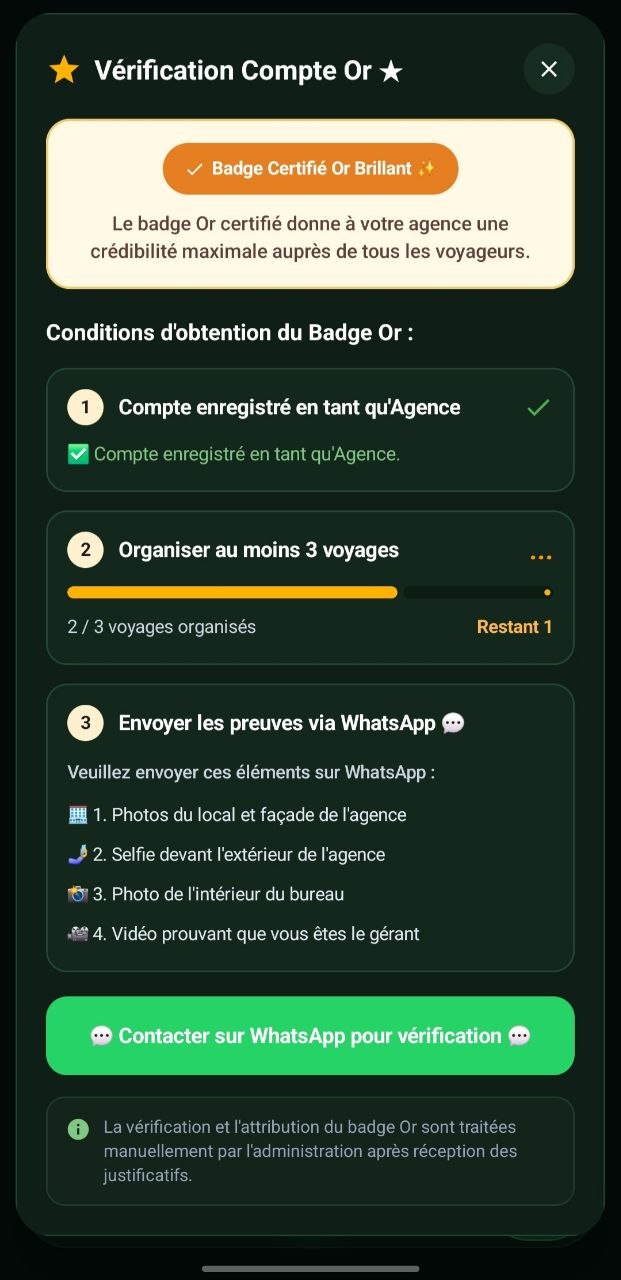 ⭐ Vérification Compte Or ★
✓ Badge Certifié Or Brillant ✨
Le badge Or certifié donne à votre agence une
crédibilité maximale auprès de tous les voyageurs.
Conditions d'obtention du Badge Or :
1 Compte enregistré en tant qu'Agence
✅ Compte enregistré en tant qu'Agence.
2 Organiser au moins 3 voyages ...
2 / 3 voyages organisés Restant 1
3 Envoyer les preuves via WhatsApp 💬
Veuillez envoyer ces éléments sur WhatsApp :
🏢 1. Photos du local et façade de l'agence
🤳 2. Selfie devant l'extérieur de l'agence
📸 3. Photo de l'intérieur du bureau
🎥 4. Vidéo prouvant que vous êtes le gérant
💬 Contacter sur WhatsApp pour vérification 💬
La vérification et l'attribution du badge Or sont traitées
manuellement par l'administration après réception des
justificatifs.